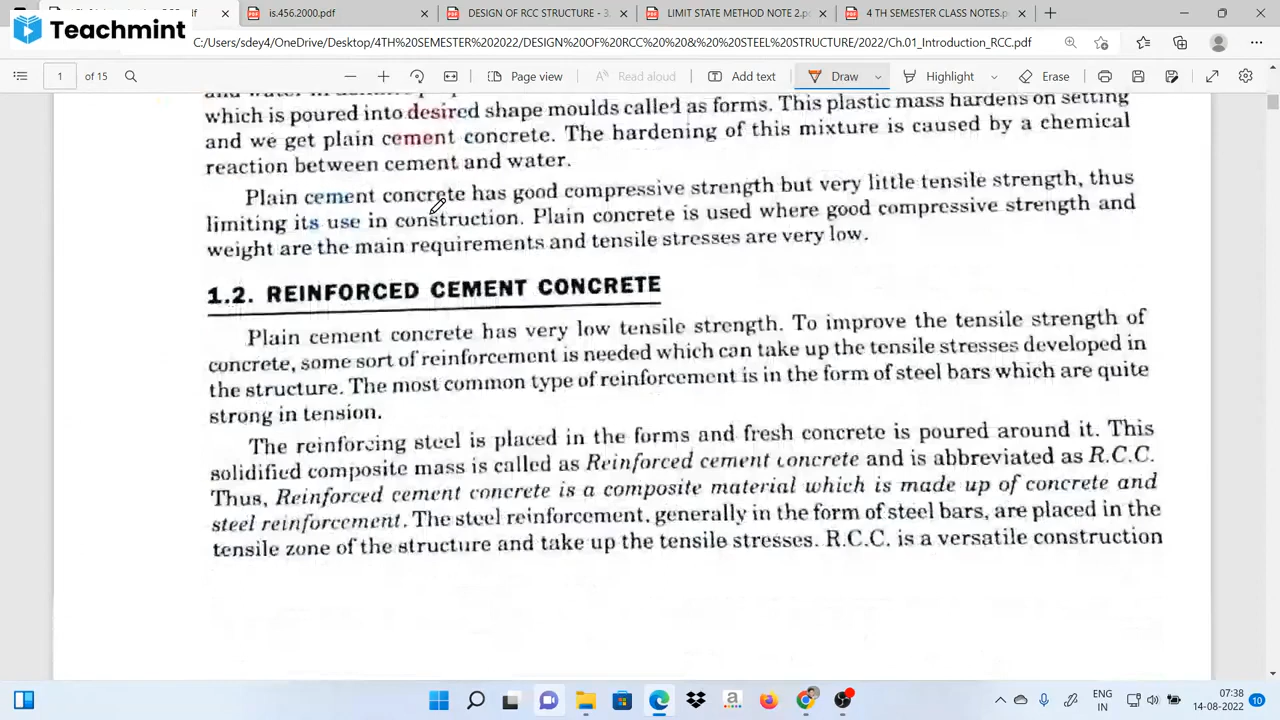 is.456.2000.pdf
DESIGN OF RCC STRUCTURE 5 SEM
LIMIT STATE METHOD NOTES.pdf
4 TH SEMESTER CLASS NOTES.pdf
Teachmint
C:/Users/sdey4/OneDrive/Desktop/4TH%20SEMESTER%202022/DESIGN%20OF%20RCC%20%20&%20%20STEEL%20STRUCTURE/2022/Ch.01_Introduction_RCC.pdf
1 of 15 Page view Read aloud Add text Draw Highlight Erase
which is poured into desired shape moulds called as forms. This plastic mass hardens on setting
and we get plain cement concrete. The hardening of this mixture is caused by a chemical
reaction between cement and water.
Plain cement concrete has good compressive strength but very little tensile strength, thus
limiting its use in construction. Plain concrete is used where good compressive strength and
weight are the main requirements and tensile stresses are very low.
1.2. REINFORCED CEMENT CONCRETE
Plain cement concrete has very low tensile strength. To improve the tensile strength of
concrete, some sort of reinforcement is needed which can take up the tensile stresses developed in
the structure. The most common type of reinforcement is in the form of steel bars which are quite
strong in tension.
The reinforcing steel is placed in the forms and fresh concrete is poured around it. This
solidified composite mass is called as Reinforced cement concrete and is abbreviated as R.C.C.
Thus, Reinforced cement concrete is a composite material which is made up of concrete and
steel reinforcement. The steel reinforcement, generally in the form of steel bars, are placed in the
tensile zone of the structure and take up the tensile stresses. R.C.C. is a versatile construction
ENG
IN
07:38
14-08-2022
10